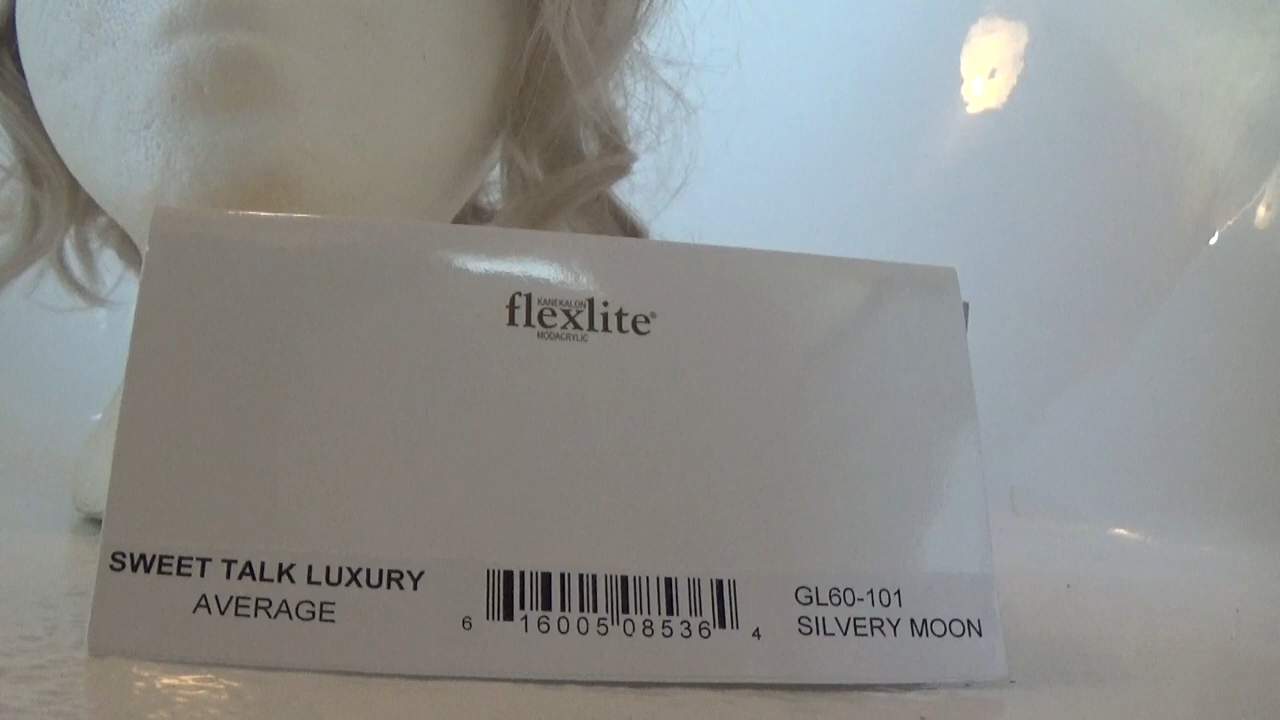 KANEKALON
flexlite®
MODACRYLIC
SWEET TALK LUXURY
AVERAGE
6 16005 08536 4
GL60-101
SILVERY MOON